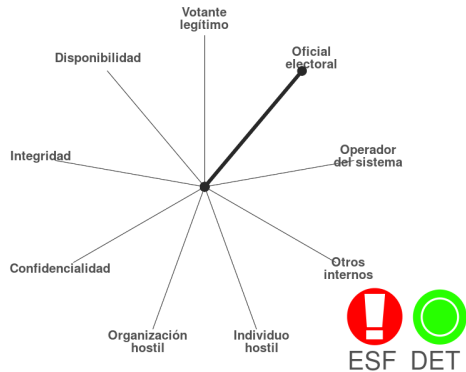 Votante
legítimo
Oficial
electoral
Disponibilidad
Operador
del sistema
Integridad
Otros
internos
Confidencialidad
Organización
hostil
Individuo
hostil
ESF DET